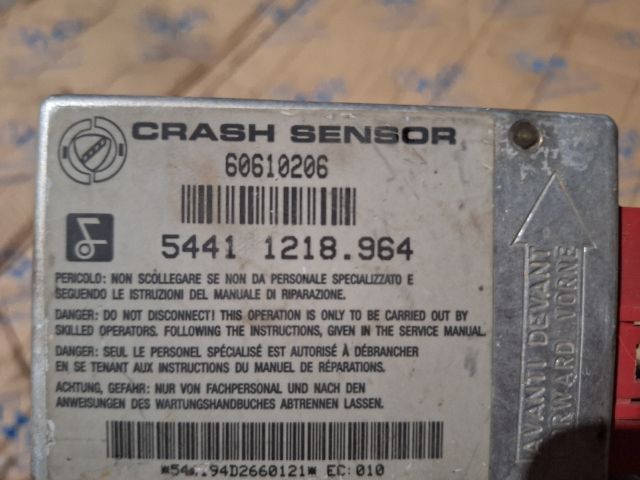 CRASH SENSOR
60610206
5441 1218.964
PERICOLO: NON SCOLLEGARE SE NON DA PERSONALE SPECIALIZZATO E
SEGUENDO LE ISTRUZIONI DEL MANUALE DI RIPARAZIONE.
DANGER: DO NOT DISCONNECT! THIS OPERATION IS ONLY TO BE CARRIED OUT BY
SKILLED OPERATORS. FOLLOWING THE INSTRUCTIONS, GIVEN IN THE SERVICE MANUAL.
DANGER: SEUL LE PERSONEL SPÉCIALISÉ EST AUTORISÉ À DÉBRANCHER
EN SE TENANT AUX INSTRUCTIONS DU MANUEL DE RÉPARATIONS.
ACHTUNG, GEFAHR: NUR VON FACHPERSONAL UND NACH DEN
ANWEISUNGEN DES WARTUNGSHANDBUCHES ABTRENNEN LASSEN.
EC:010
AVANTI DEVANT
FORWARD VORNE